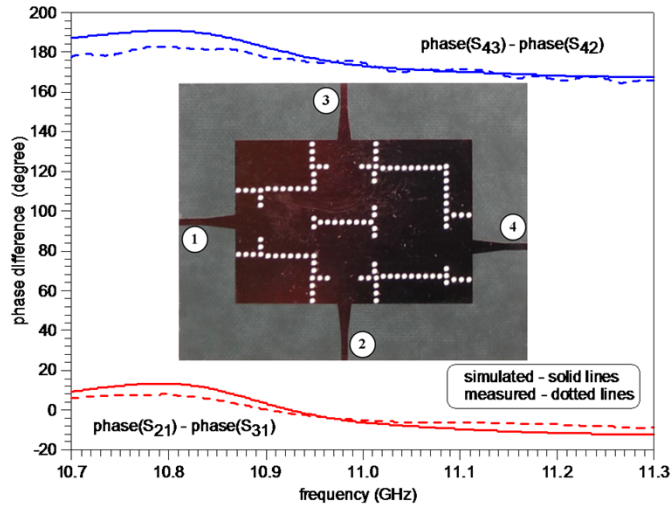 200
180
160
140
120
100
80
60
40
20
0
-20
phase difference (degree)
phase(S43) - phase(S42)
3
1
4
2
simulated - solid lines
measured - dotted lines
phase(S21) - phase(S31)
10.7 10.8 10.9 11.0 11.1 11.2 11.3
frequency (GHz)